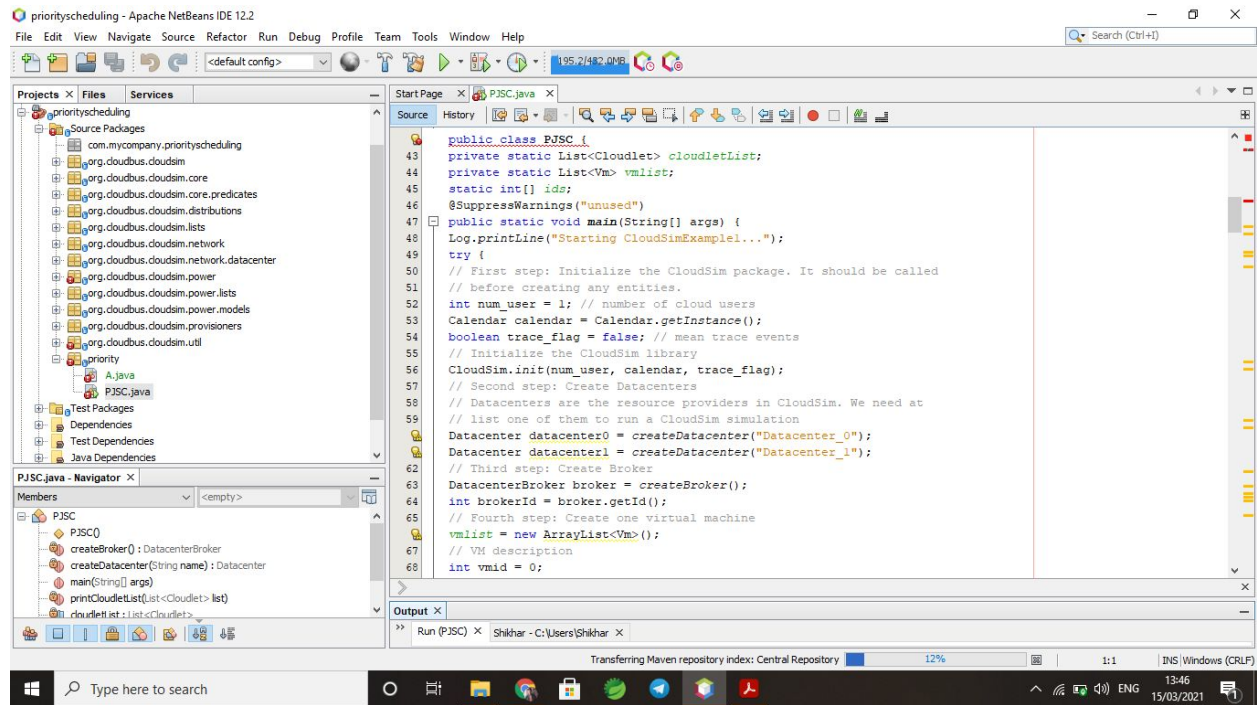 priorityscheduling - Apache NetBeans IDE 12.2
File Edit View Navigate Source Refactor Run Debug Profile Team Tools Window Help
Search (Ctrl+I)
<default config>
195.2/482.0MB
Projects Files Services
priorityscheduling
Source Packages
com.mycompany.priorityscheduling
org.cloudbus.cloudsim
org.cloudbus.cloudsim.core
org.cloudbus.cloudsim.core.predicates
org.cloudbus.cloudsim.distributions
org.cloudbus.cloudsim.lists
org.cloudbus.cloudsim.network
org.cloudbus.cloudsim.network.datacenter
org.cloudbus.cloudsim.power
org.cloudbus.cloudsim.power.lists
org.cloudbus.cloudsim.power.models
org.cloudbus.cloudsim.provisioners
org.cloudbus.cloudsim.util
priority
A.java
PJSC.java
Test Packages
Dependencies
Test Dependencies
Java Dependencies
PJSC.java - Navigator
Members <empty>
PJSC
PJSC()
createBroker() : DatacenterBroker
createDatacenter(String name) : Datacenter
main(String[] args)
printCloudletList(List<Cloudlet> list)
cloudletList : List<Cloudlet>
Start Page PJSC.java
Source History
public class PJSC {
43 private static List<Cloudlet> cloudletList;
44 private static List<Vm> vmlist;
45 static int[] ids;
46 @SuppressWarnings("unused")
47 public static void main(String[] args) {
48 Log.printLine("Starting CloudSimExample1...");
49 try {
50 // First step: Initialize the CloudSim package. It should be called
51 // before creating any entities.
52 int num_user = 1; // number of cloud users
53 Calendar calendar = Calendar.getInstance();
54 boolean trace_flag = false; // mean trace events
55 // Initialize the CloudSim library
56 CloudSim.init(num_user, calendar, trace_flag);
57 // Second step: Create Datacenters
58 // Datacenters are the resource providers in CloudSim. We need at
59 // list one of them to run a CloudSim simulation
Datacenter datacenter0 = createDatacenter("Datacenter_0");
Datacenter datacenter1 = createDatacenter("Datacenter_1");
62 // Third step: Create Broker
63 DatacenterBroker broker = createBroker();
64 int brokerId = broker.getId();
65 // Fourth step: Create one virtual machine
vmlist = new ArrayList<Vm>();
67 // VM description
68 int vmid = 0;
Output
Run (PJSC) Shikhar - C:\Users\Shikhar
Transferring Maven repository index: Central Repository 12% 1:1 INS Windows (CRLF)
Type here to search
ENG
13:46
15/03/2021